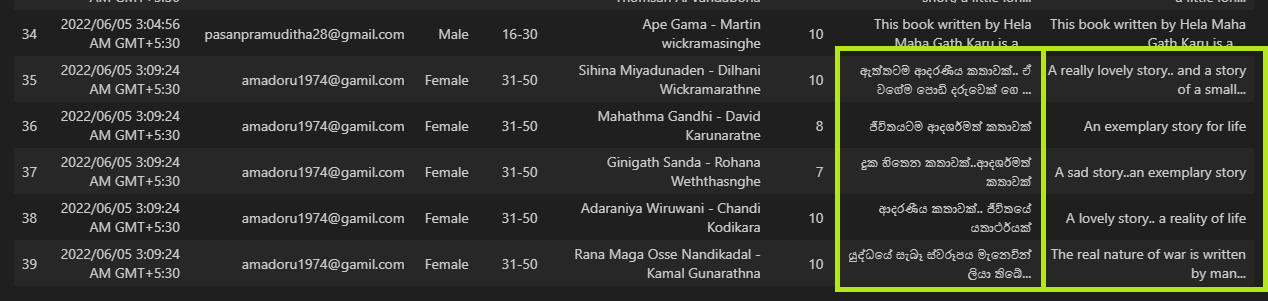 Thomsan Al Vandabona short, a little lon... a little lon...
34 2022/06/05 3:04:56 pasanpramuditha28@gmail.com Male 16-30 Ape Gama - Martin 10 This book written by Hela This book written by Hela Maha
AM GMT+5:30 wickramasinghe Maha Gath Karu is a... Gath Karu is a...
35 2022/06/05 3:09:24 amadoru1974@gamil.com Female 31-50 Sihina Miyadunaden - Dilhani 10 ඇත්තටම ආදරණීය කතාවක්.. ඒ A really lovely story.. and a story
AM GMT+5:30 Wickramarathne වගේම පොඩි දරුවෙක් ගෙ ... of a small...
36 2022/06/05 3:09:24 amadoru1974@gamil.com Female 31-50 Mahathma Gandhi - David 8 ජීවිතයටම ආදර්ශමත් කතාවක් An exemplary story for life
AM GMT+5:30 Karunaratne
37 2022/06/05 3:09:24 amadoru1974@gamil.com Female 31-50 Ginigath Sanda - Rohana 7 දුක හිතෙන කතාවක්..ආදර්ශමත් A sad story..an exemplary story
AM GMT+5:30 Weththasnghe කතාවක්
38 2022/06/05 3:09:24 amadoru1974@gamil.com Female 31-50 Adaraniya Wiruwani - Chandi 10 ආදරණීය කතාවක්.. ජීවිතයේ A lovely story.. a reality of life
AM GMT+5:30 Kodikara යතාර්ථයක්
39 2022/06/05 3:09:24 amadoru1974@gamil.com Female 31-50 Rana Maga Osse Nandikadal - 10 යුද්ධයේ සැබෑ ස්වරූපය මැනෙවින් The real nature of war is written
AM GMT+5:30 Kamal Gunarathna ලියා තිබේ... by man...